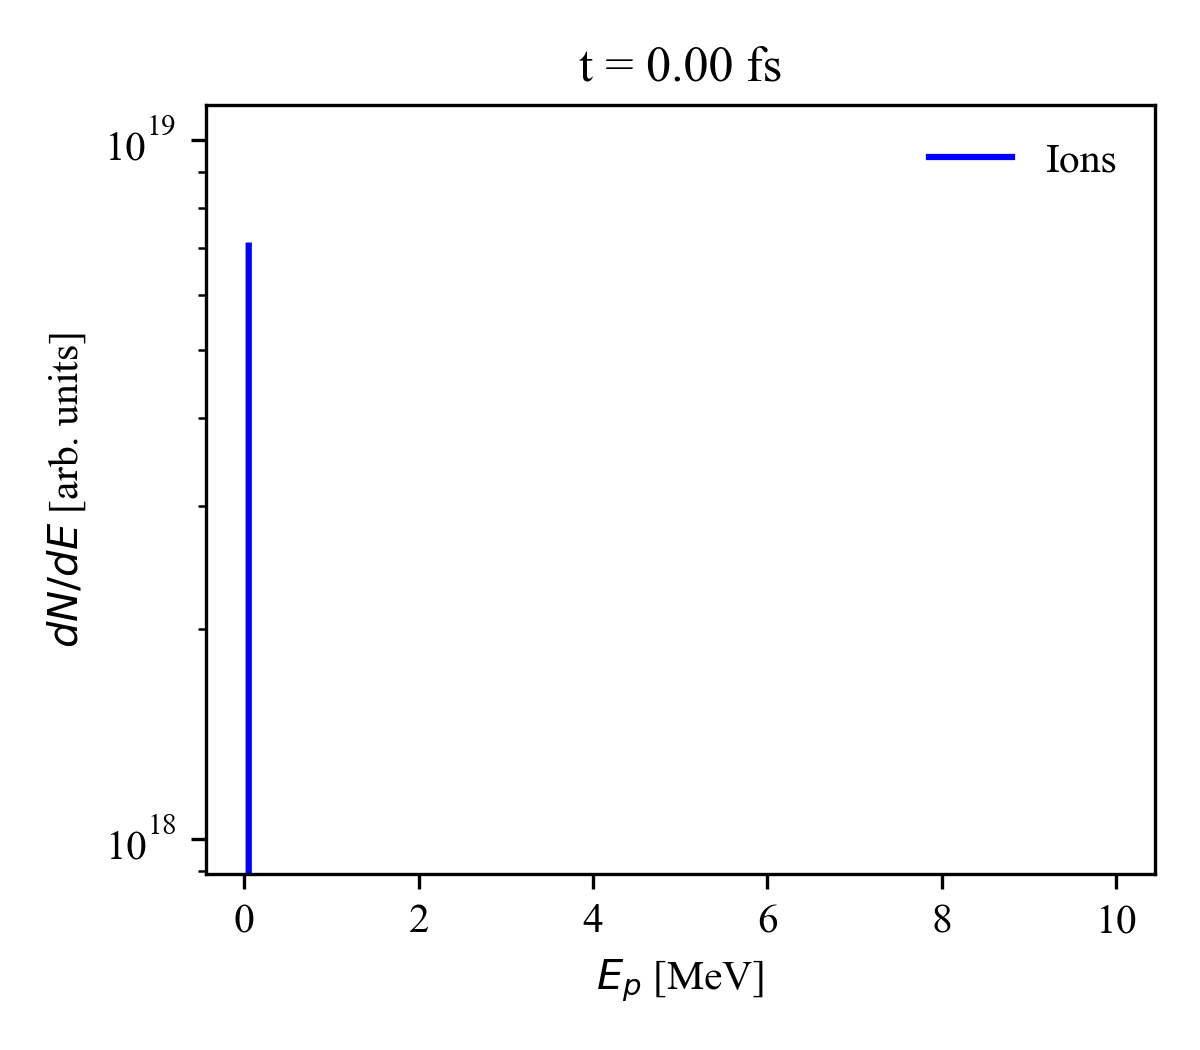 t = 0.00 fs
10^19
Ions
dN/dE [arb. units]
10^18
0 2 4 6 8 10
E_p [MeV]